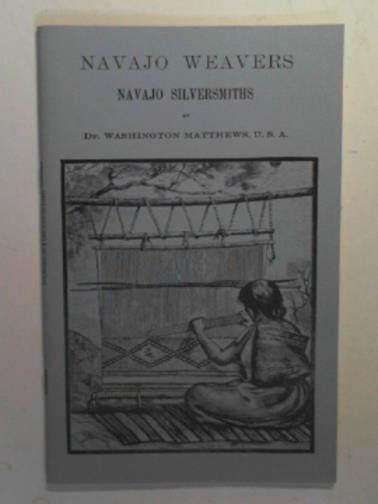 NAVAJO WEAVERS
NAVAJO SILVERSMITHS
BY
Dr. WASHINGTON MATTHEWS, U. S. A.